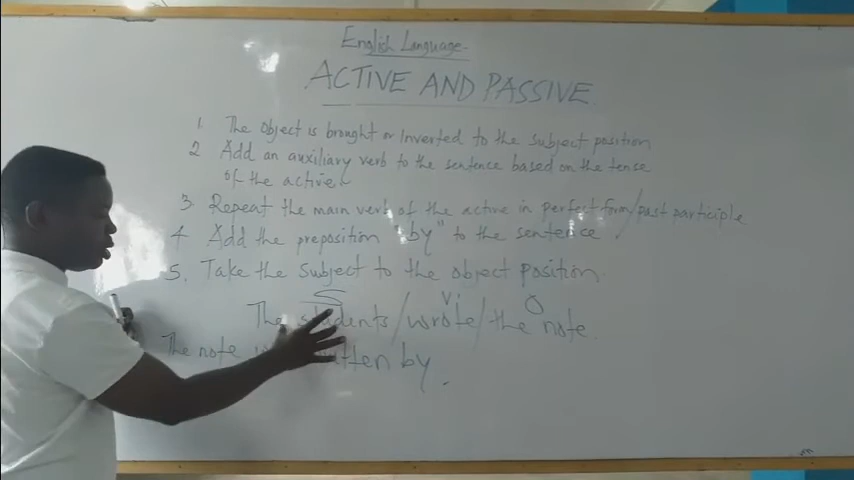 English Language
ACTIVE AND PASSIVE
1 The object is brought or inverted to the subject position
2 Add an auxiliary verb to the sentence based on the tense
of the active
3. Repeat the main verb of the active in perfect form/past participle
4 Add the preposition "by" to the sentence.
5. Take the subject to the object position.
S V O
The students/wrote/the note.
The note by.